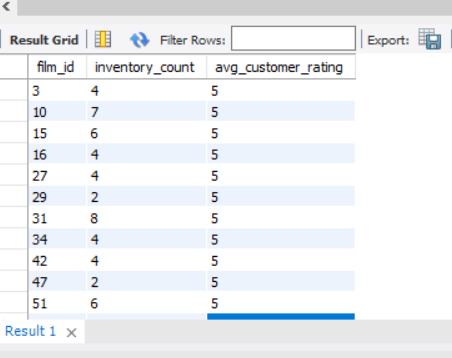 Result Grid Filter Rows: Export:
film_id inventory_count avg_customer_rating
3 4 5
10 7 5
15 6 5
16 4 5
27 4 5
29 2 5
31 8 5
34 4 5
42 4 5
47 2 5
51 6 5
Result 1 ×